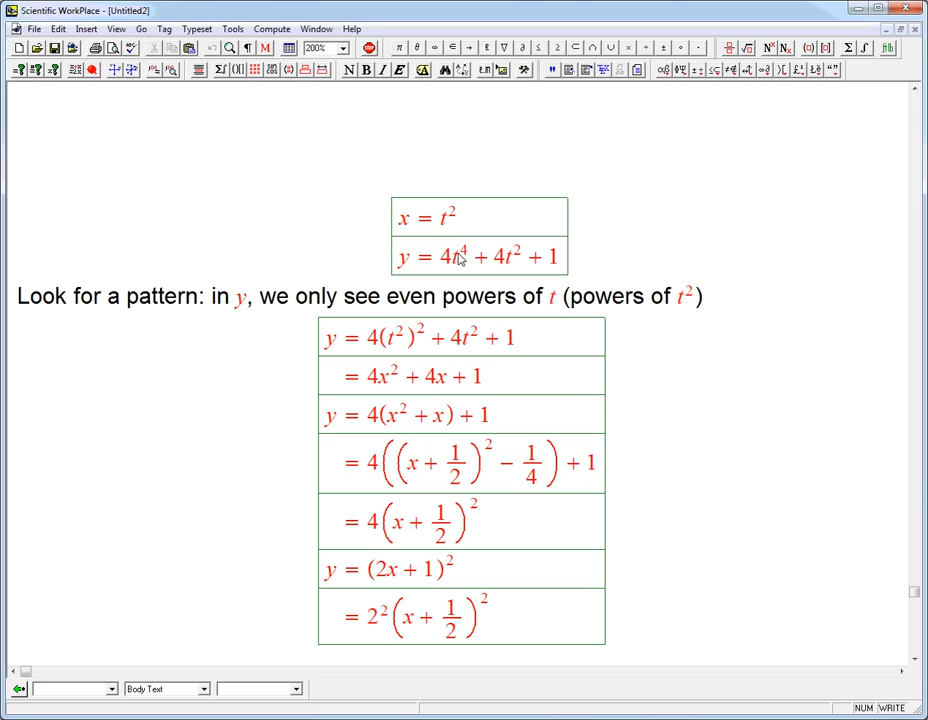 Scientific WorkPlace - [Untitled2]
File Edit Insert View Go Tag Typeset Tools Compute Window Help
200%
x = t²
y = 4t⁴ + 4t² + 1
Look for a pattern: in y, we only see even powers of t (powers of t²)
y = 4(t²)² + 4t² + 1
= 4x² + 4x + 1
y = 4(x² + x) + 1
= 4((x + 1/2)² − 1/4) + 1
= 4(x + 1/2)²
y = (2x + 1)²
= 2²(x + 1/2)²
Body Text
NUM WRITE